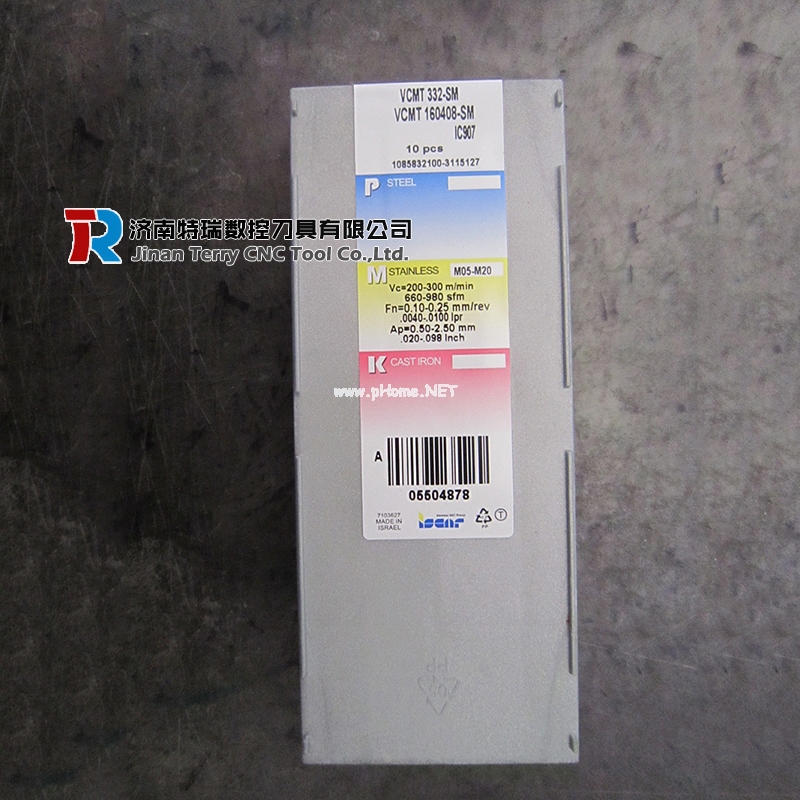 VCMT 332-SM
VCMT 160408-SM
IC907
10 pcs
1085832100-3115127
P STEEL
TR 济南特瑞数控刀具有限公司
Jinan Terry CNC Tool Co.,Ltd.
M STAINLESS M05-M20
Vc=200-300 m/min
660-980 sfm
Fn=0.10-0.25 mm/rev
.0040-.0100 Ipr
Ap=0.50-2.50 mm
.020-.098 Inch
K CAST IRON
www.pHome.NET
A
05504878
7103627
MADE IN
ISRAEL
iscar
PP
T
PP